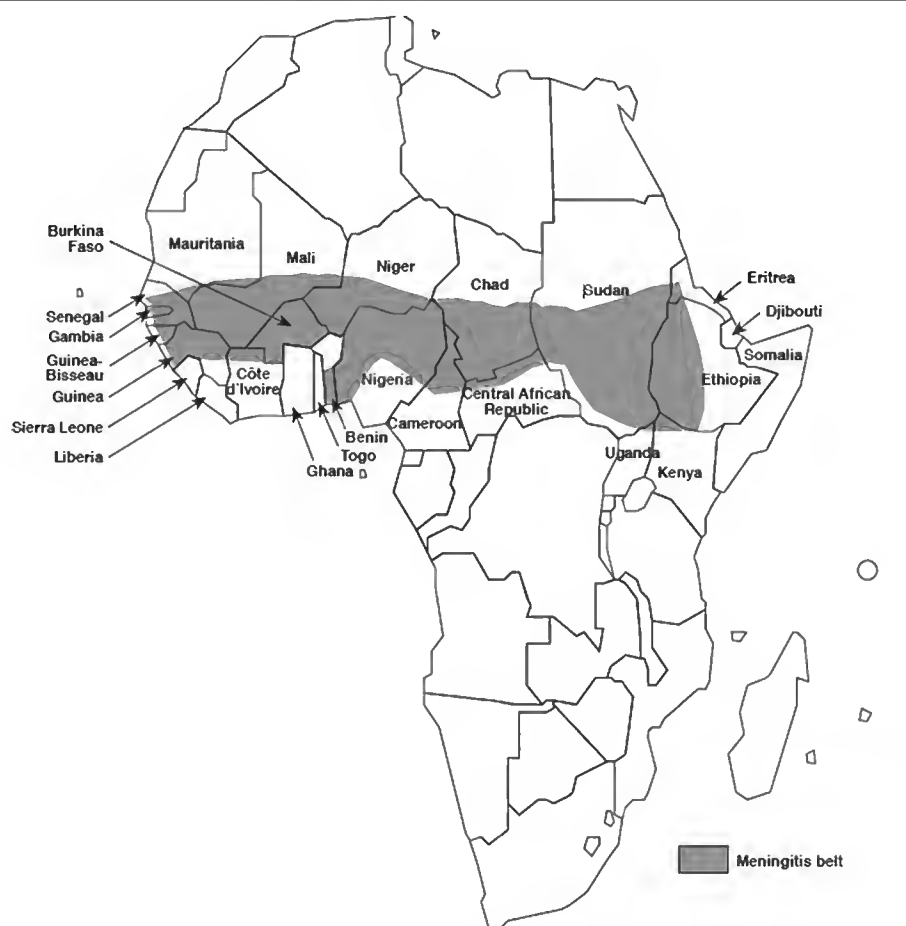 Burkina
Faso
Mauritania
Mali
Niger
Chad
Sudan
Eritrea
Djibouti
Somalia
Ethiopia
Senegal
Gambia
Guinea-
Bissau
Guinea
Sierra Leone
Liberia
Côte
d'Ivoire
Nigeria
Central African
Republic
Cameroon
Benin
Togo
Ghana
Uganda
Kenya
Meningitis belt